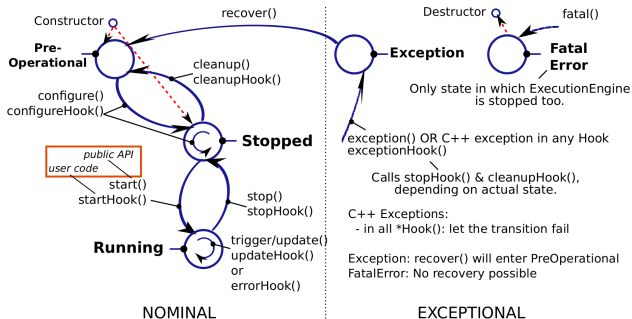 Constructor
recover()
Pre-
Operational
cleanup()
cleanupHook()
configure()
configureHook()
Stopped
public API
user code
start()
startHook()
stop()
stopHook()
Running
trigger/update()
updateHook()
or
errorHook()
NOMINAL
Destructor
fatal()
Exception
Fatal
Error
Only state in which ExecutionEngine
is stopped too.
exception() OR C++ exception in any Hook
exceptionHook()
Calls stopHook() & cleanupHook(),
depending on actual state.
C++ Exceptions:
- in all *Hook(): let the transition fail
Exception: recover() will enter PreOperational
FatalError: No recovery possible
EXCEPTIONAL